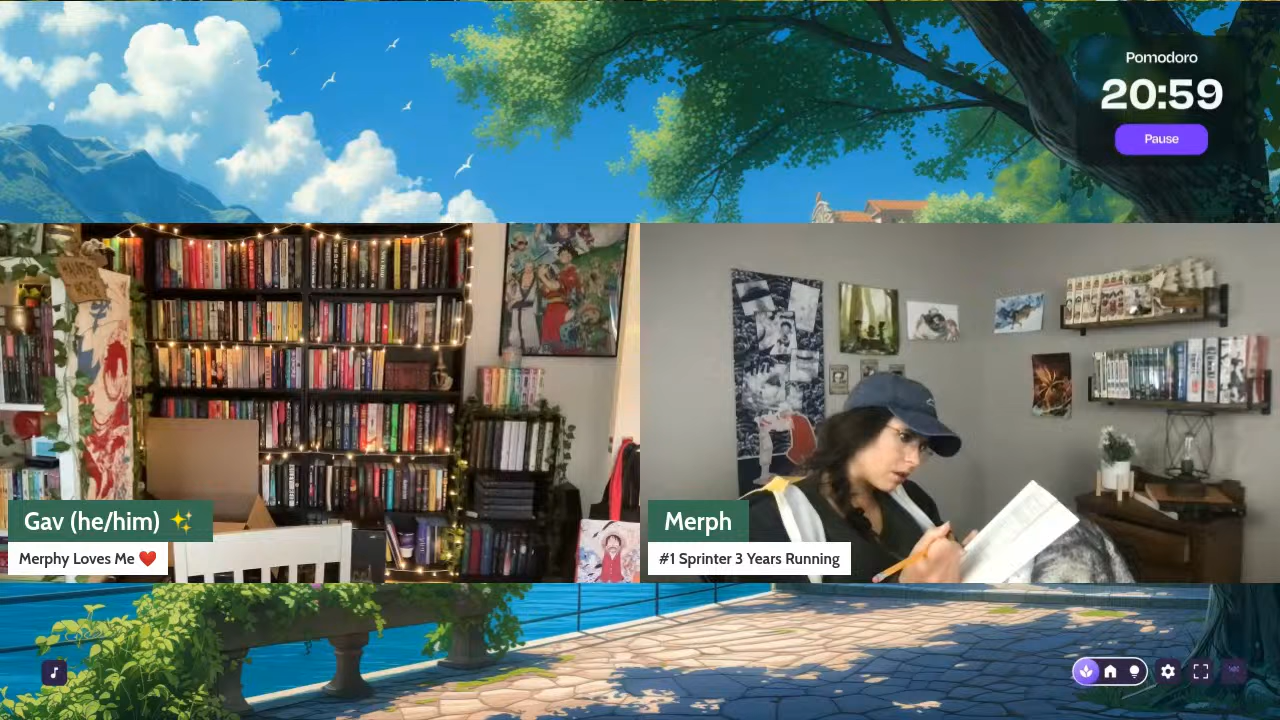 Pomodoro
20:59
Pause
Gav (he/him) ✨
Merphy Loves Me ❤️
Merph
#1 Sprinter 3 Years Running